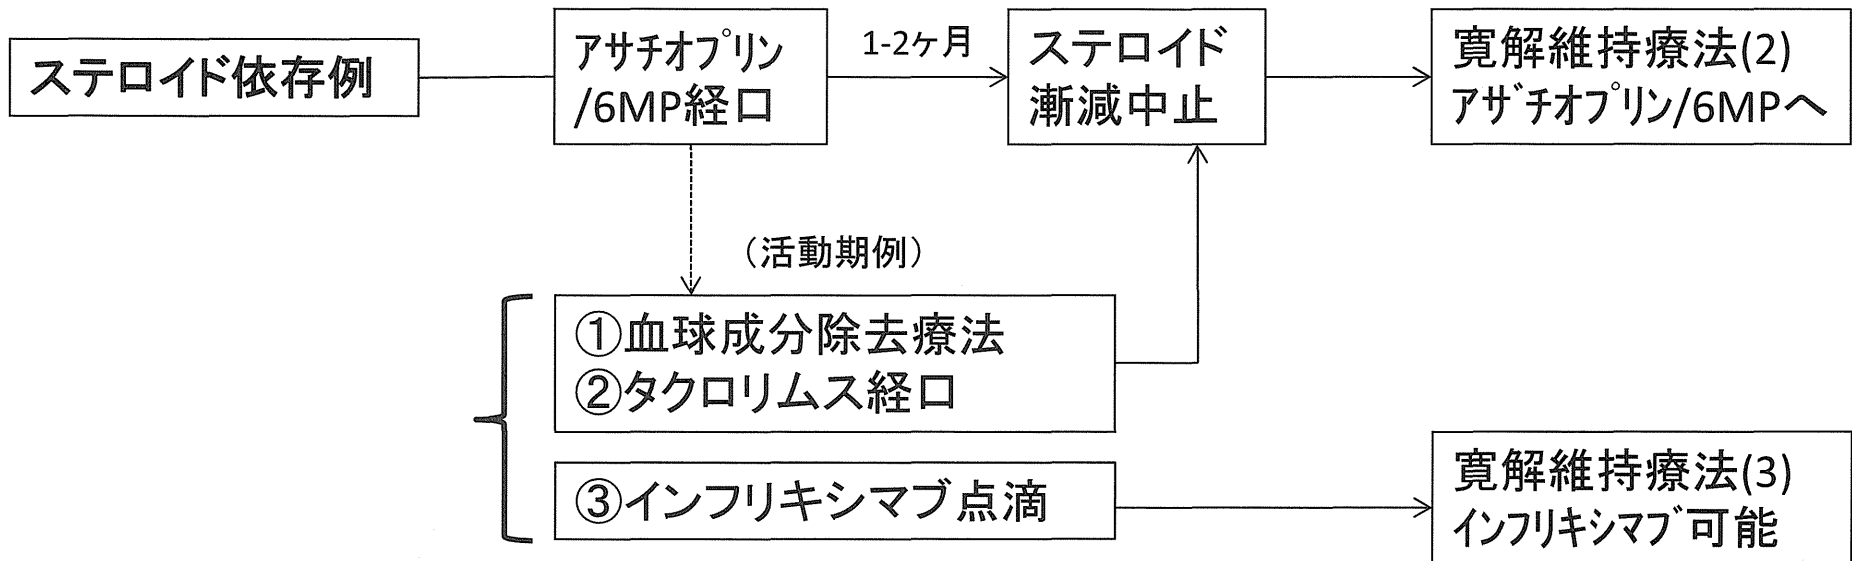 ステロイド依存例
アサチオプリン
/6MP経口
1-2ヶ月
ステロイド
漸減中止
寛解維持療法(2)
アザチオプリン/6MPへ
（活動期例）
①血球成分除去療法
②タクロリムス経口
③インフリキシマブ点滴
寛解維持療法(3)
インフリキシマブ可能